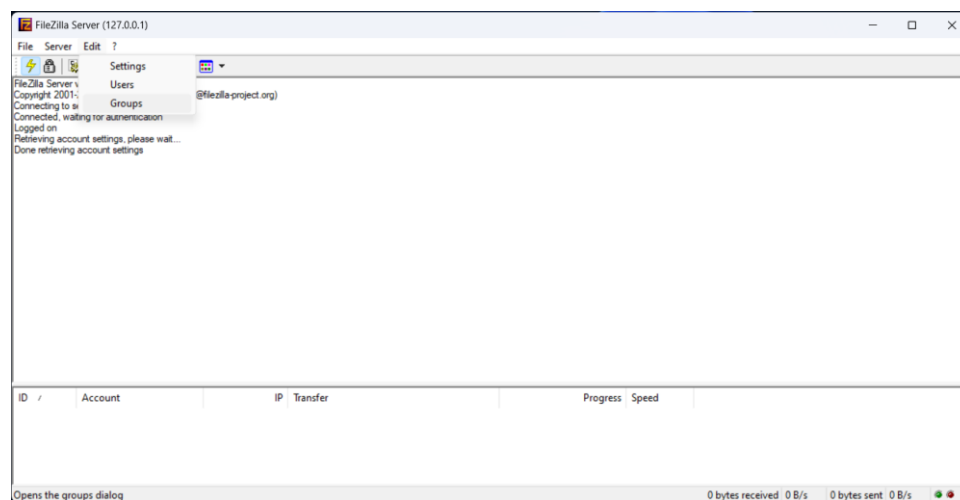 FileZilla Server (127.0.0.1)
File Server Edit ?
Settings
Users
Groups
FileZilla Server
Copyright 2001- @filezilla-project.org)
Connecting to
Connected, waiting for authentication
Logged on
Retrieving account settings, please wait...
Done retrieving account settings
ID / Account IP Transfer Progress Speed
Opens the groups dialog 0 bytes received 0 B/s 0 bytes sent 0 B/s